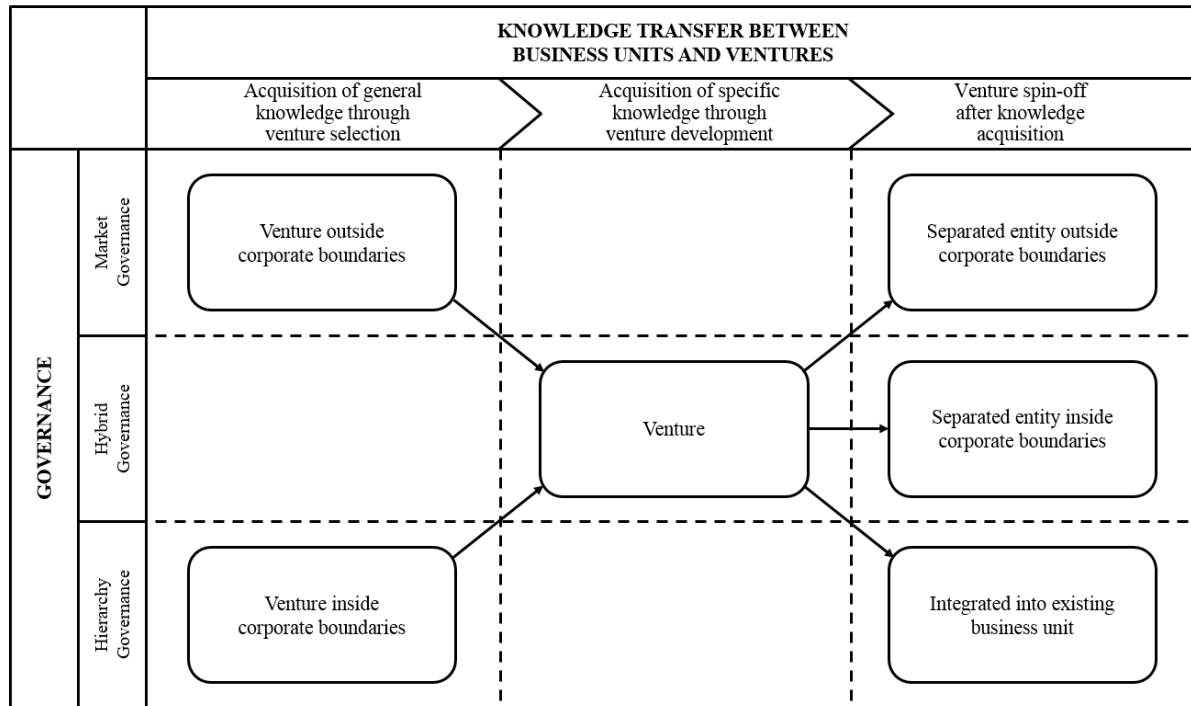 KNOWLEDGE TRANSFER BETWEEN
BUSINESS UNITS AND VENTURES
Acquisition of general
knowledge through
venture selection
Acquisition of specific
knowledge through
venture development
Venture spin-off
after knowledge
acquisition
GOVERNANCE
Market
Governance
Venture outside
corporate boundaries
Separated entity outside
corporate boundaries
Hybrid
Governance
Venture
Separated entity inside
corporate boundaries
Hierarchy
Governance
Venture inside
corporate boundaries
Integrated into existing
business unit